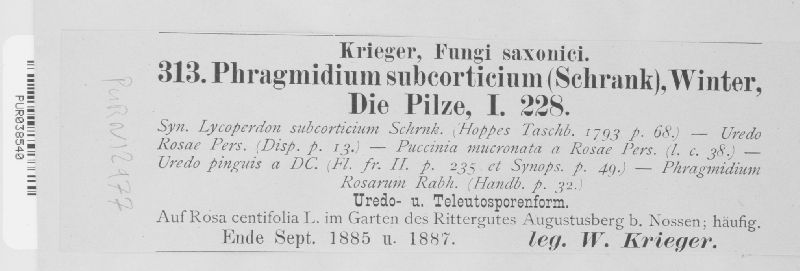 Krieger, Fungi saxonici.
313. Phragmidium subcorticium (Schrank), Winter,
Die Pilze, I. 228.
Syn. Lycoperdon subcorticium Schrnk. (Hoppes Taschb. 1793 p. 68.) — Uredo
Rosae Pers. (Disp. p. 13.) — Puccinia mucronata α Rosae Pers. (l. c. 38.) —
Uredo pinguis α DC. (Fl. fr. II. p. 235 et Synops. p. 49.) — Phragmidium
Rosarum Rabh. (Handb. p. 32.)
Uredo- u. Teleutosporenform.
Auf Rosa centifolia L. im Garten des Rittergutes Augustusberg b. Nossen; häufig.
Ende Sept. 1885 u. 1887. leg. W. Krieger.
PUR038540
PUR N12477